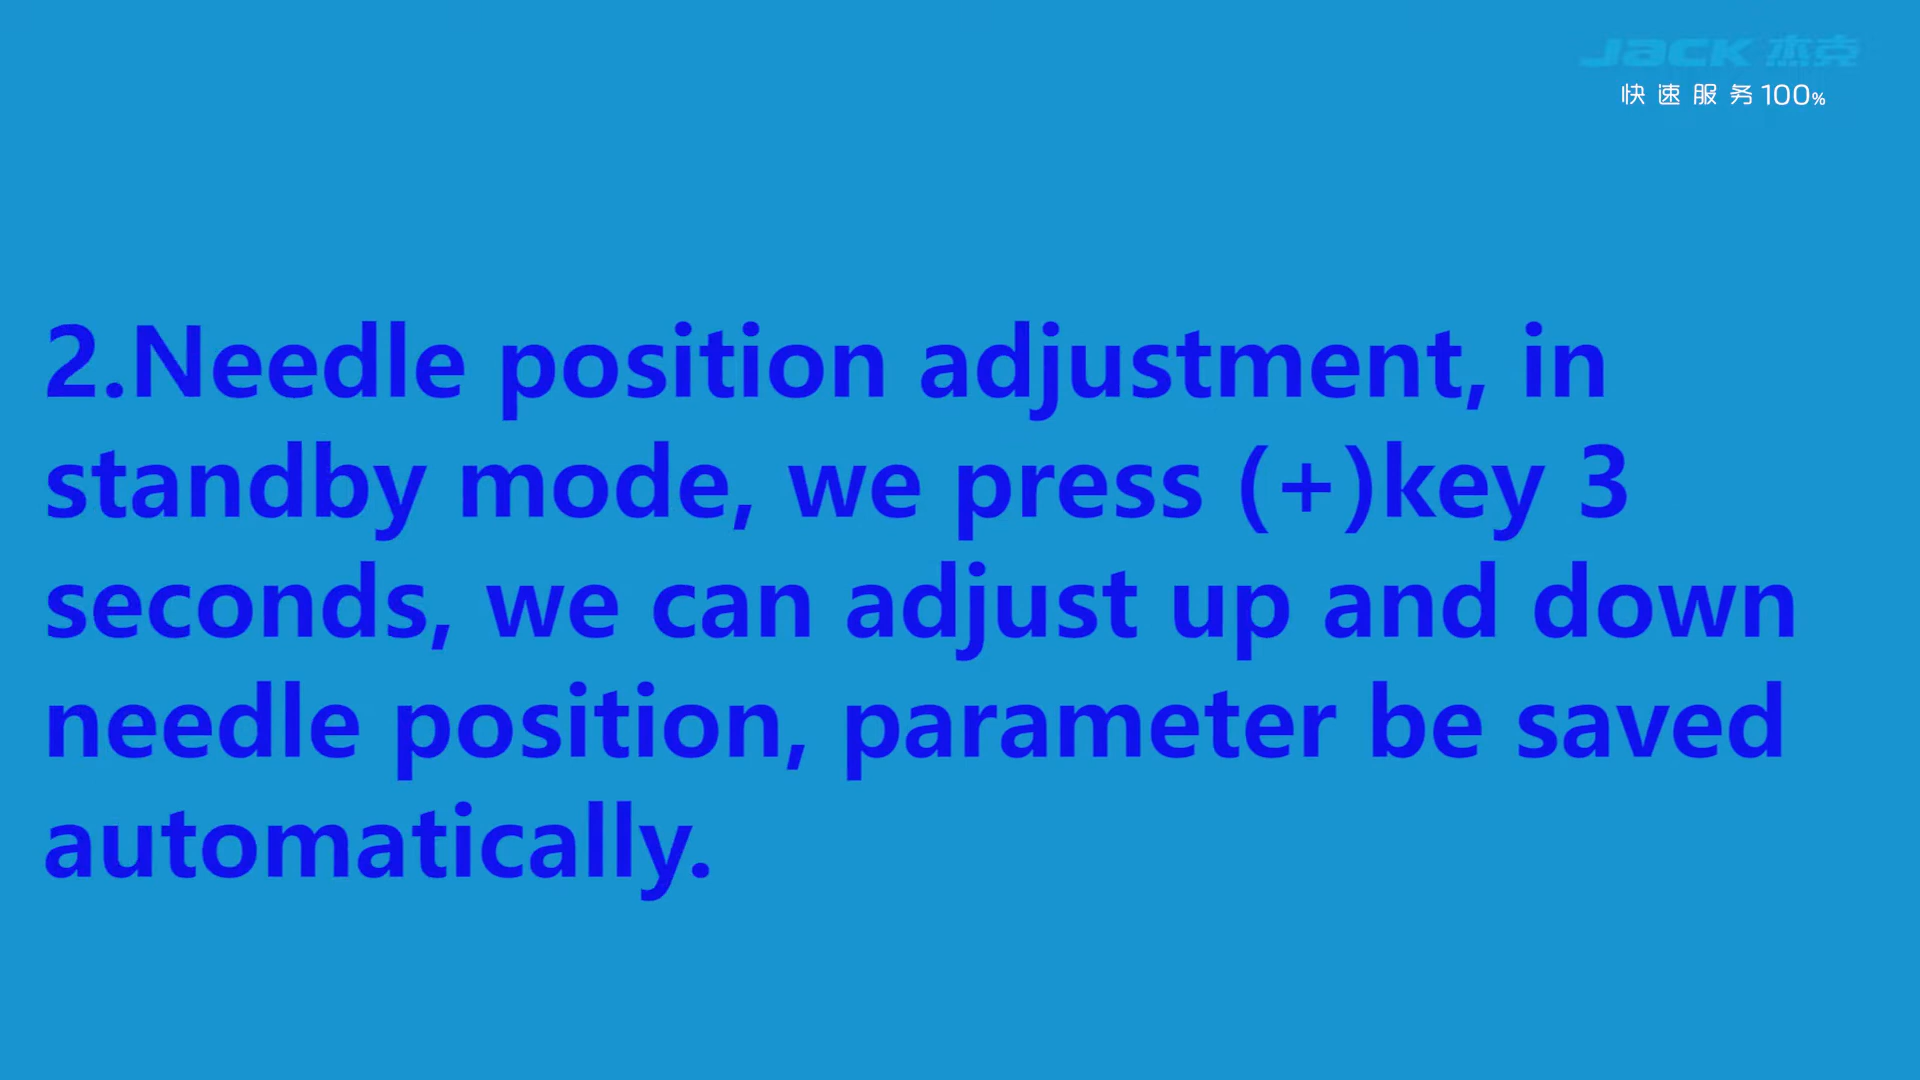 Jack 杰克
快速服务100%
2.Needle position adjustment, in
standby mode, we press (+)key 3
seconds, we can adjust up and down
needle position, parameter be saved
automatically.